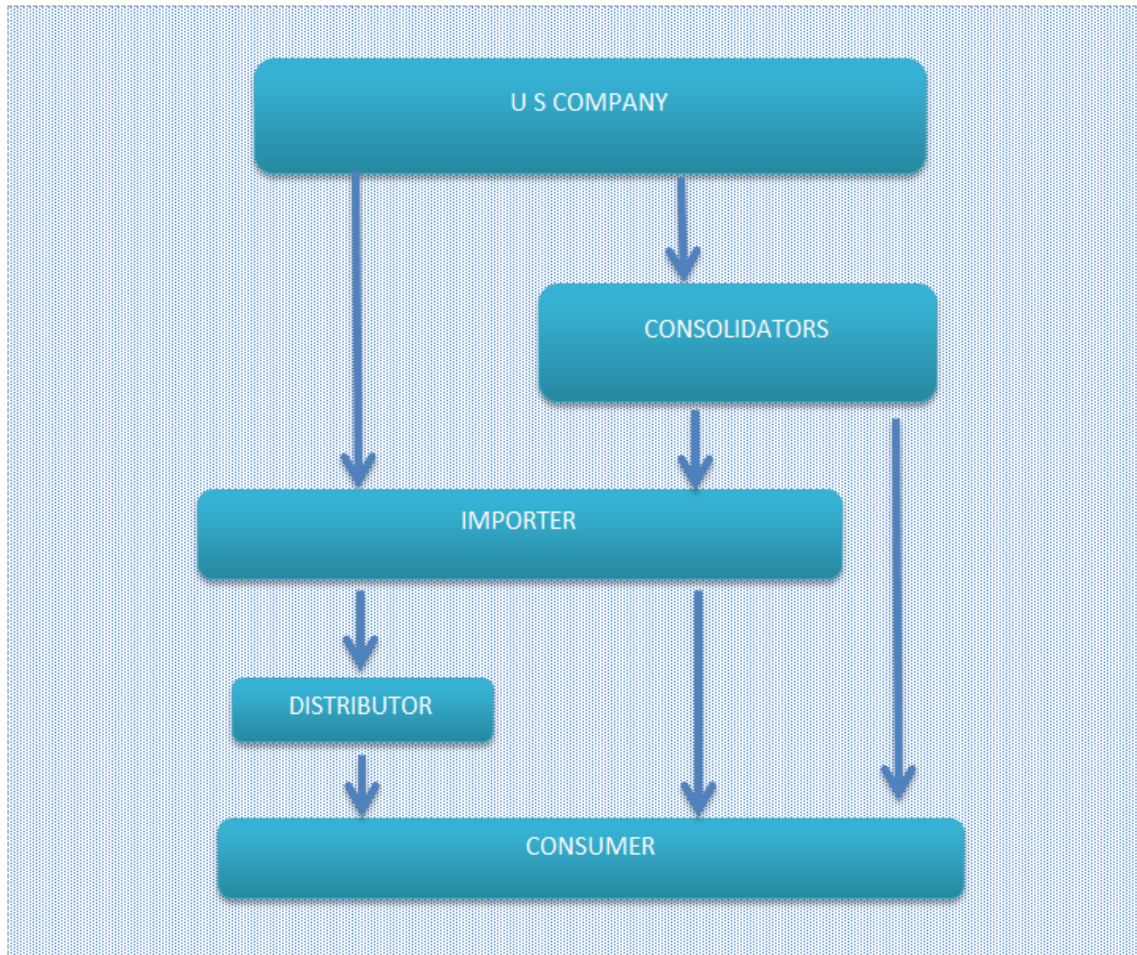 U S COMPANY
CONSOLIDATORS
IMPORTER
DISTRIBUTOR
CONSUMER